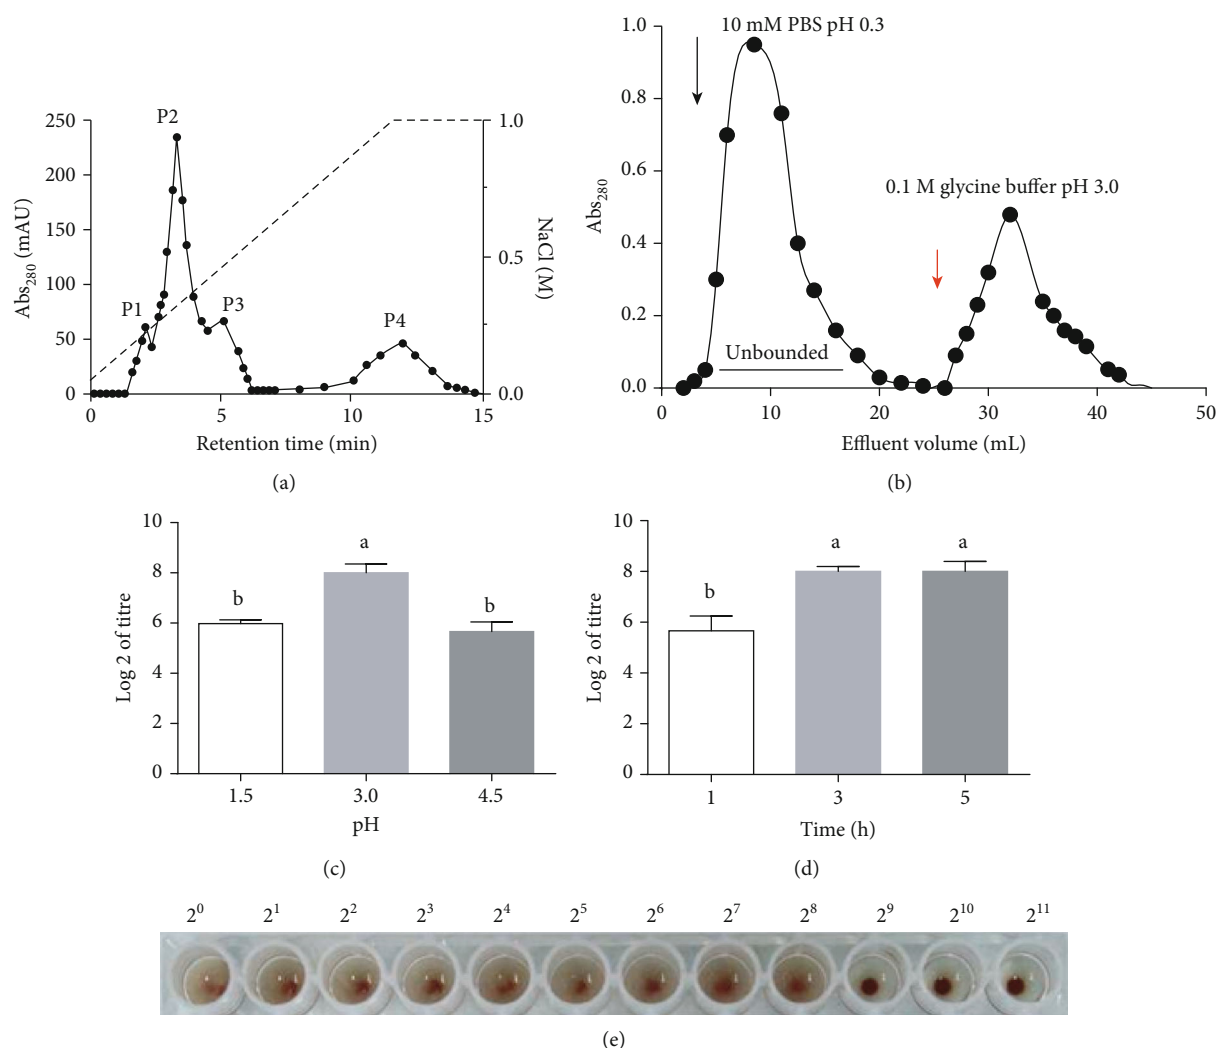 10 mM PBS pH 0.3
1.0
0.8
0.6
0.4
0.2
0.0
Abs280
0.1 M glycine buffer pH 3.0
Unbounded
0 10 20 30 40 50
Effluent volume (mL)
(b)
250
200
150
100
50
0
Abs280 (mAU)
P1
P2
P3
P4
1.0
0.5
0.0
NaCl (M)
0 5 10 15
Retention time (min)
(a)
10
8
6
4
2
0
Log 2 of titre
b
a
b
1.5 3.0 4.5
pH
(c)
10
8
6
4
2
0
Log 2 of titre
b
a
a
1 3 5
Time (h)
(d)
2^0 2^1 2^2 2^3 2^4 2^5 2^6 2^7 2^8 2^9 2^10 2^11
(e)